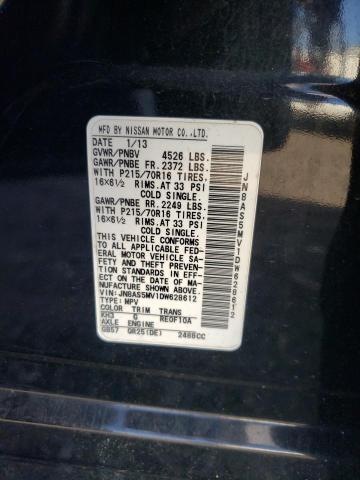 MFD BY NISSAN MOTOR CO.,LTD.
DATE 1/13
GVWR/PNBV 4526 LBS.
GAWR/PNBE FR. 2372 LBS.
WITH P215/70R16 TIRES,
16X6½ RIMS. AT 33 PSI
COLD SINGLE.
GAWR/PNBE RR. 2249 LBS.
WITH P215/70R16 TIRES,
16X6½ RIMS. AT 33 PSI
COLD SINGLE.
THIS VEHICLE CONFORMS
TO ALL APPLICABLE FED-
ERAL MOTOR VEHICLE SA-
FETY AND THEFT PREVEN-
TION STANDARDS IN EFF-
ECT ON THE DATE OF MA-
NUFACTURE SHOWN ABOVE.
VIN: JN8AS5MV1DW628612
TYPE: MPV
COLOR TRIM TRANS
KH3 G RE0F10A
AXLE ENGINE
GB57 QR25(DE) 2488CC
JN8AS5MV1DW628612